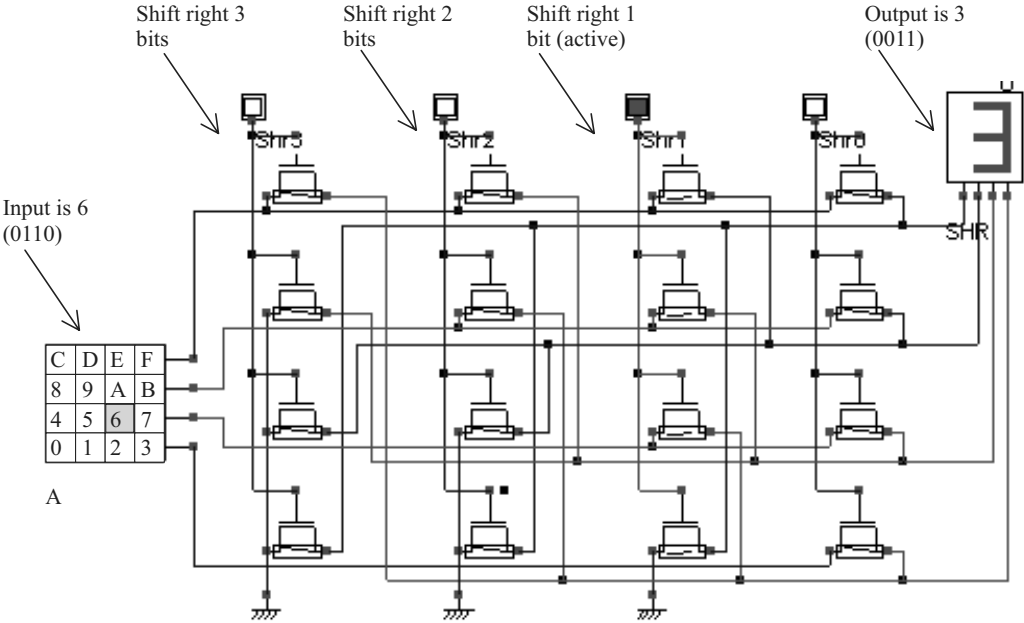 Shift right 3
bits
Shift right 2
bits
Shift right 1
bit (active)
Output is 3
(0011)
Shr3
Shr2
Shr1
Shr0
3
Input is 6
(0110)
SHR
C D E F
8 9 A B
4 5 6 7
0 1 2 3
A